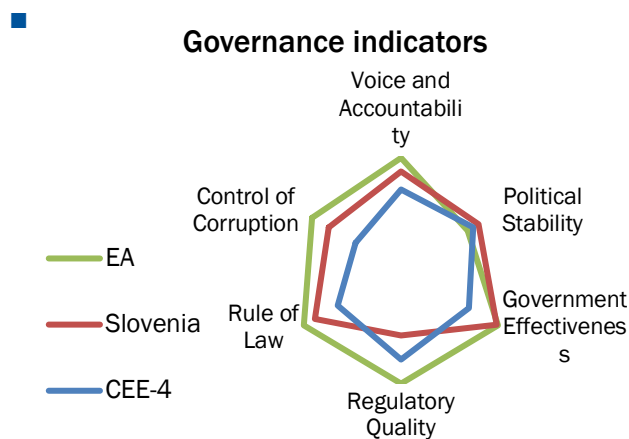 Governance indicators
Voice and
Accountabili
ty
Political
Stability
Government
Effectivenes
s
Regulatory
Quality
Rule of
Law
Control of
Corruption
EA
Slovenia
CEE-4